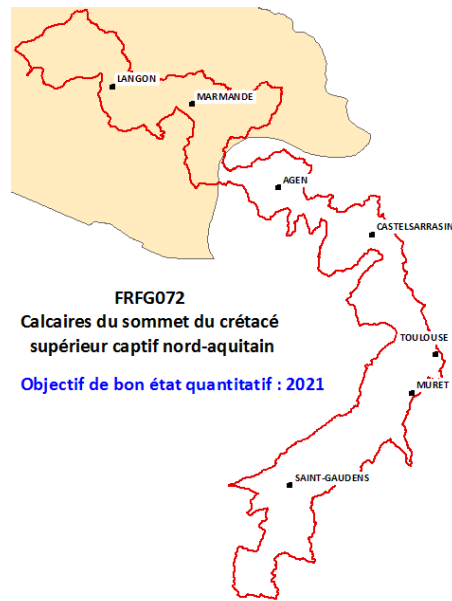 LANGON
MARMANDE
AGEN
CASTELSARRASIN
FRFG072
Calcaires du sommet du crétacé
supérieur captif nord-aquitain
TOULOUSE
Objectif de bon état quantitatif : 2021
MURET
SAINT-GAUDENS